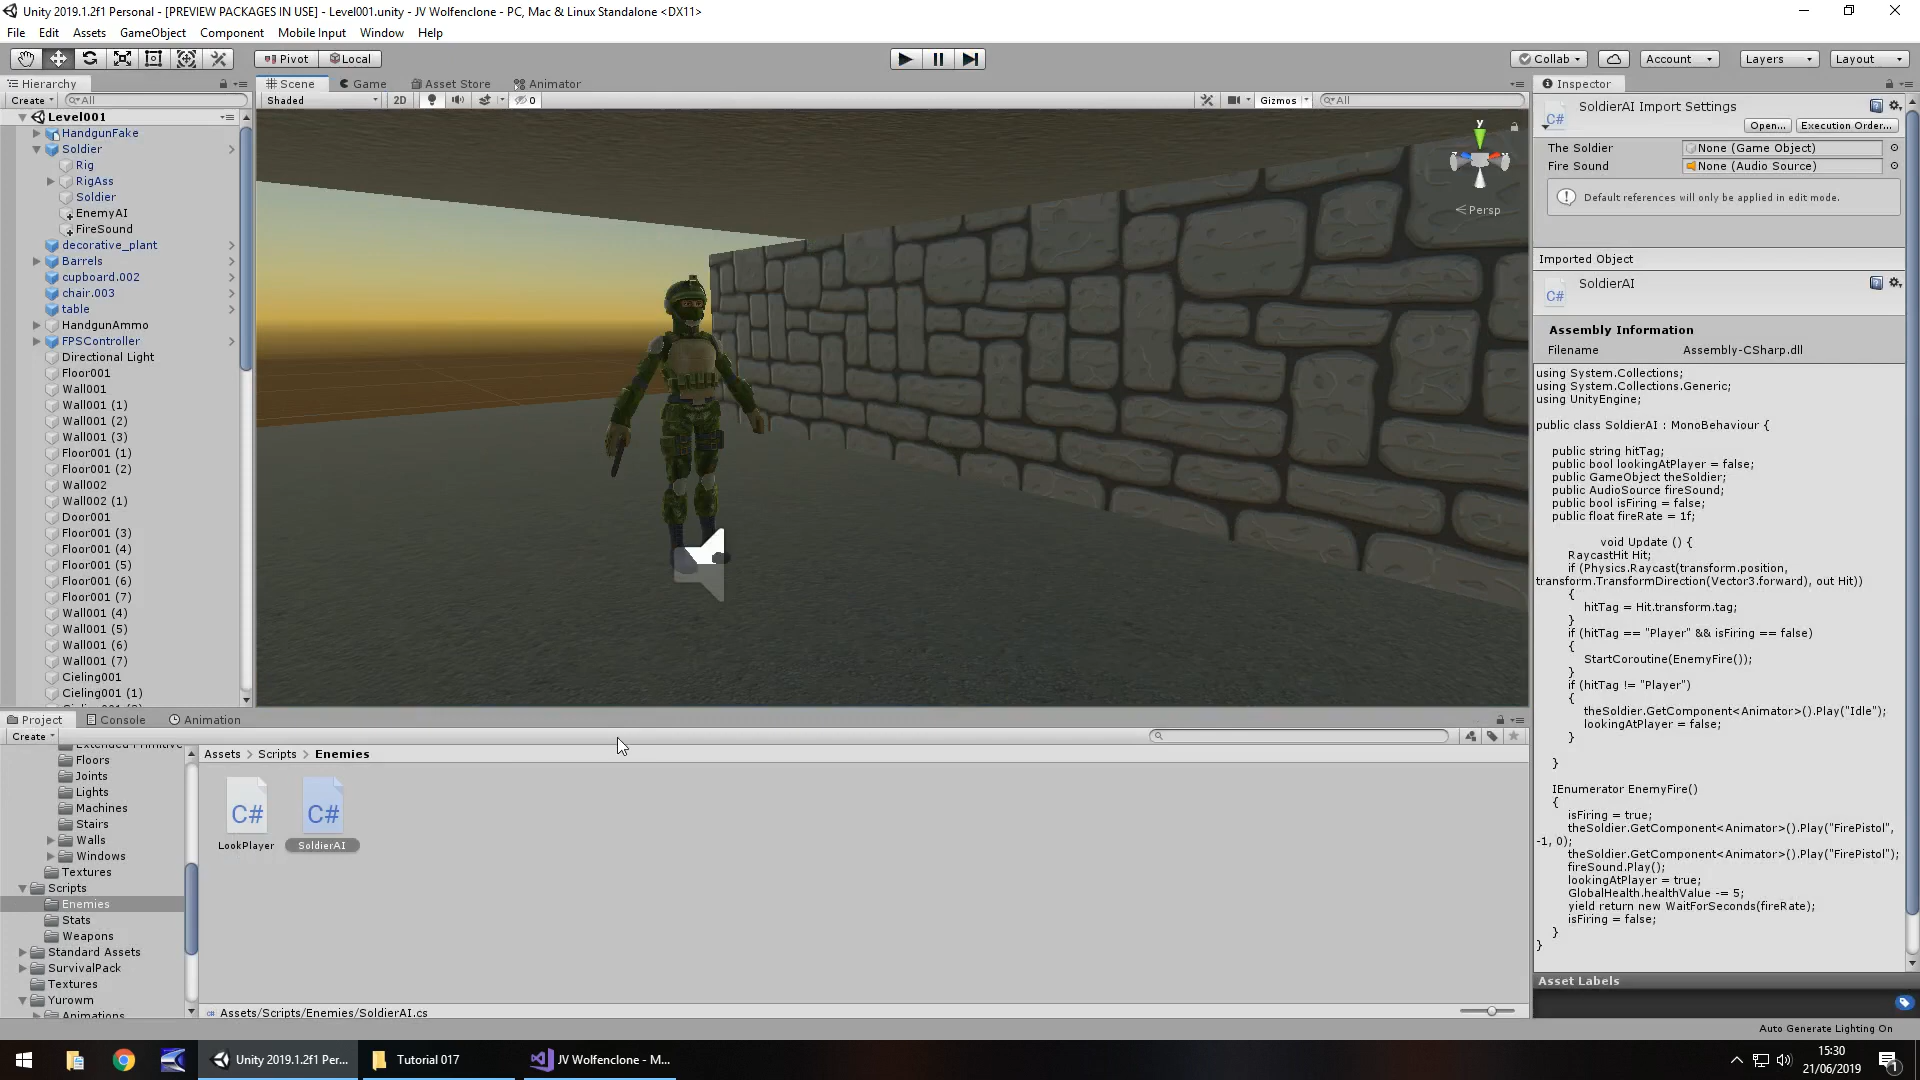 Unity 2019.1.2f1 Personal - [PREVIEW PACKAGES IN USE] - Level001.unity - JV Wolfenclone - PC, Mac & Linux Standalone <DX11>
File Edit Assets GameObject Component Mobile Input Window Help
Pivot Local Collab Account Layers Layout
Hierarchy
Create All
Level001
HandgunFake
Soldier
Rig
RigAss
Soldier
EnemyAI
FireSound
decorative_plant
Barrels
cupboard.002
chair.003
table
HandgunAmmo
FPSController
Directional Light
Floor001
Wall001
Wall001 (1)
Wall001 (2)
Wall001 (3)
Floor001 (1)
Floor001 (2)
Wall002
Wall002 (1)
Door001
Floor001 (3)
Floor001 (4)
Floor001 (5)
Floor001 (6)
Floor001 (7)
Wall001 (4)
Wall001 (5)
Wall001 (6)
Wall001 (7)
Cieling001
Cieling001 (1)
Scene Game Asset Store Animator
Shaded 2D 0 Gizmos All
y
Persp
Inspector
SoldierAI Import Settings
C#
Open... Execution Order...
The Soldier None (Game Object)
Fire Sound None (Audio Source)
Default references will only be applied in edit mode.
Imported Object
SoldierAI
C#
Assembly Information
Filename Assembly-CSharp.dll
using System.Collections;
using System.Collections.Generic;
using UnityEngine;
public class SoldierAI : MonoBehaviour {
public string hitTag;
public bool lookingAtPlayer = false;
public GameObject theSoldier;
public AudioSource fireSound;
public bool isFiring = false;
public float fireRate = 1f;
void Update () {
RaycastHit Hit;
if (Physics.Raycast(transform.position,
transform.TransformDirection(Vector3.forward), out Hit))
{
hitTag = Hit.transform.tag;
}
if (hitTag == "Player" && isFiring == false)
{
StartCoroutine(EnemyFire());
}
if (hitTag != "Player")
{
theSoldier.GetComponent<Animator>().Play("Idle");
lookingAtPlayer = false;
}
}
IEnumerator EnemyFire()
{
isFiring = true;
theSoldier.GetComponent<Animator>().Play("FirePistol",
-1, 0);
theSoldier.GetComponent<Animator>().Play("FirePistol");
fireSound.Play();
lookingAtPlayer = true;
GlobalHealth.healthValue -= 5;
yield return new WaitForSeconds(fireRate);
isFiring = false;
}
}
Asset Labels
Auto Generate Lighting On
Project Console Animation
Create
Extended Primitive
Floors
Joints
Lights
Machines
Stairs
Walls
Windows
Textures
Scripts
Enemies
Stats
Weapons
Standard Assets
SurvivalPack
Textures
Yurowm
Animations
Assets > Scripts > Enemies
C# C#
LookPlayer SoldierAI
Assets/Scripts/Enemies/SoldierAI.cs
Unity 2019.1.2f1 Per... Tutorial 017 JV Wolfenclone - M...
15:30
21/06/2019
1